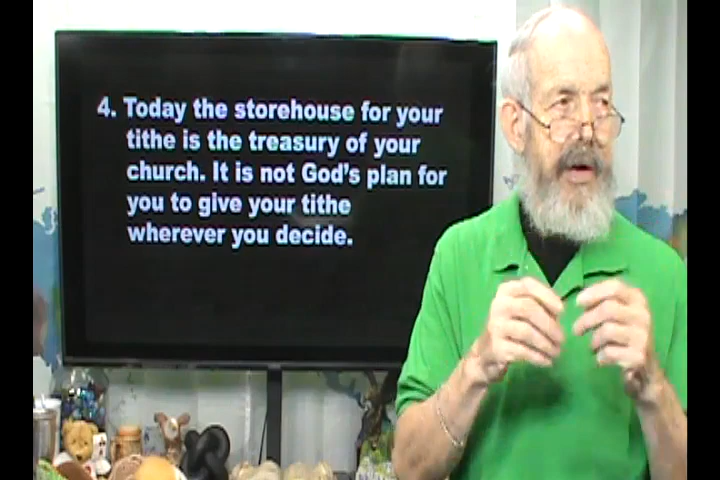 4. Today the storehouse for your
tithe is the treasury of your
church. It is not God's plan for
you to give your tithe
wherever you decide.